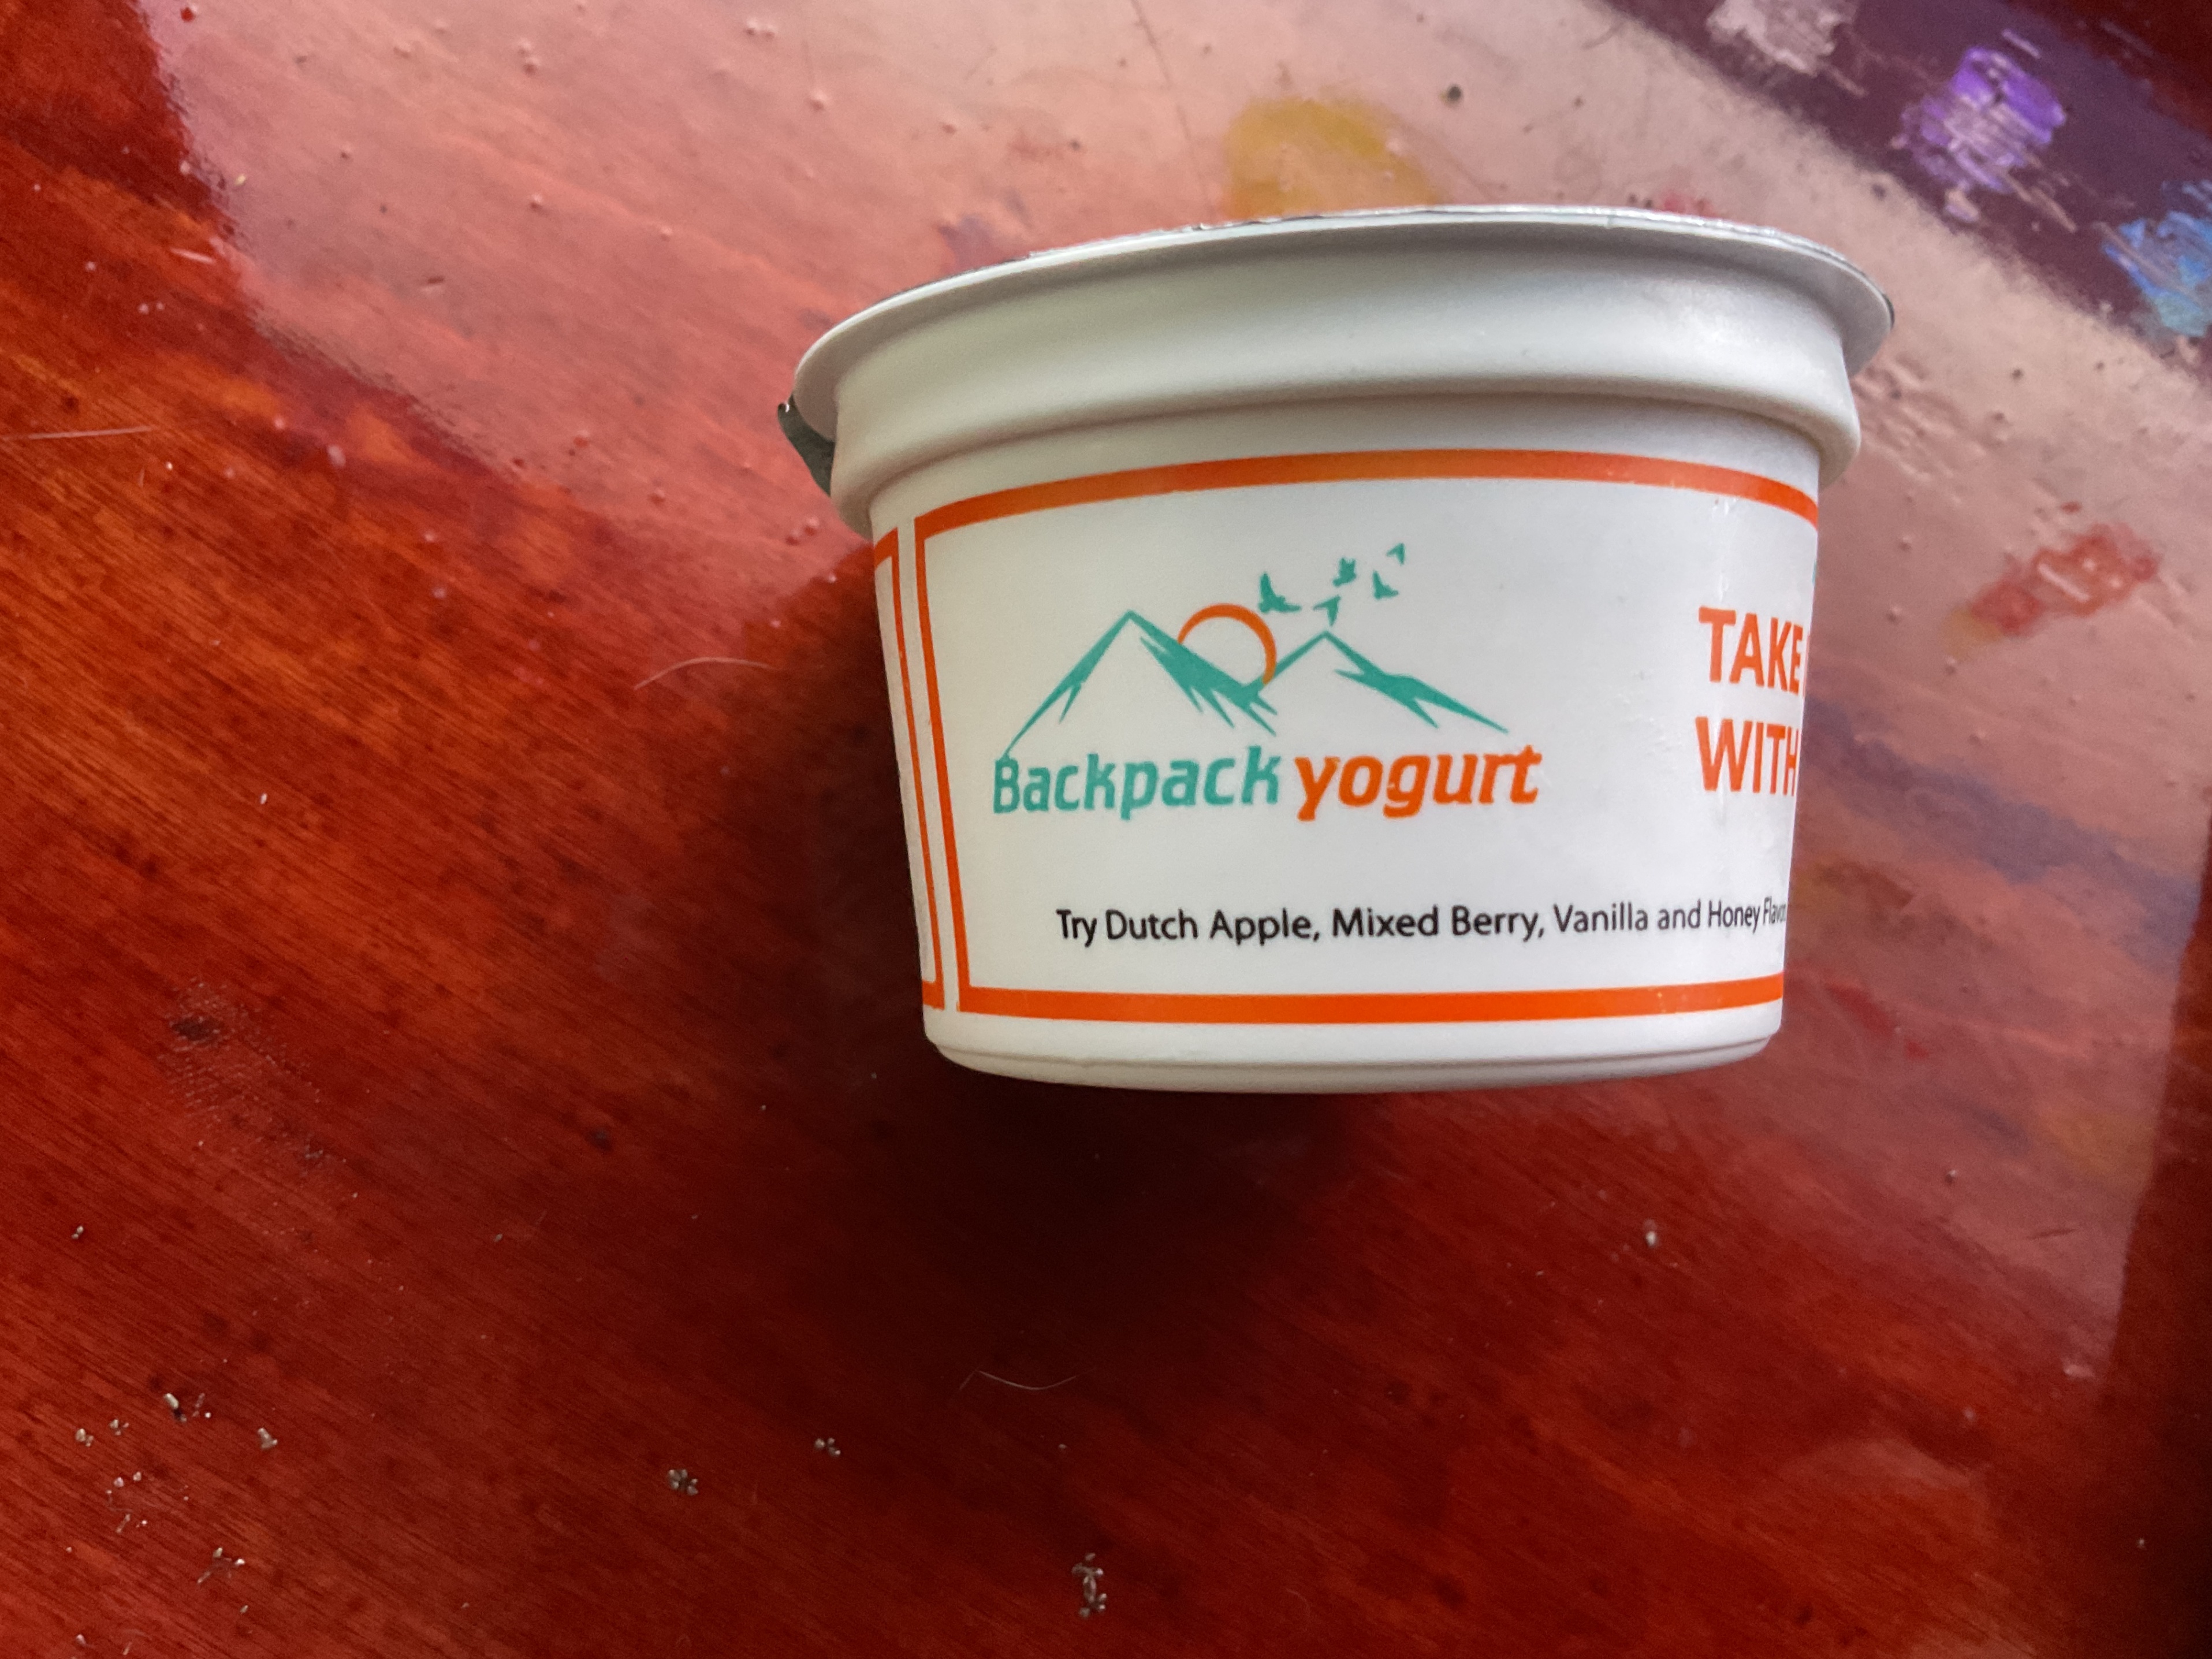 Backpack yogurt
TAKE
WITH
Try Dutch Apple, Mixed Berry, Vanilla and Honey